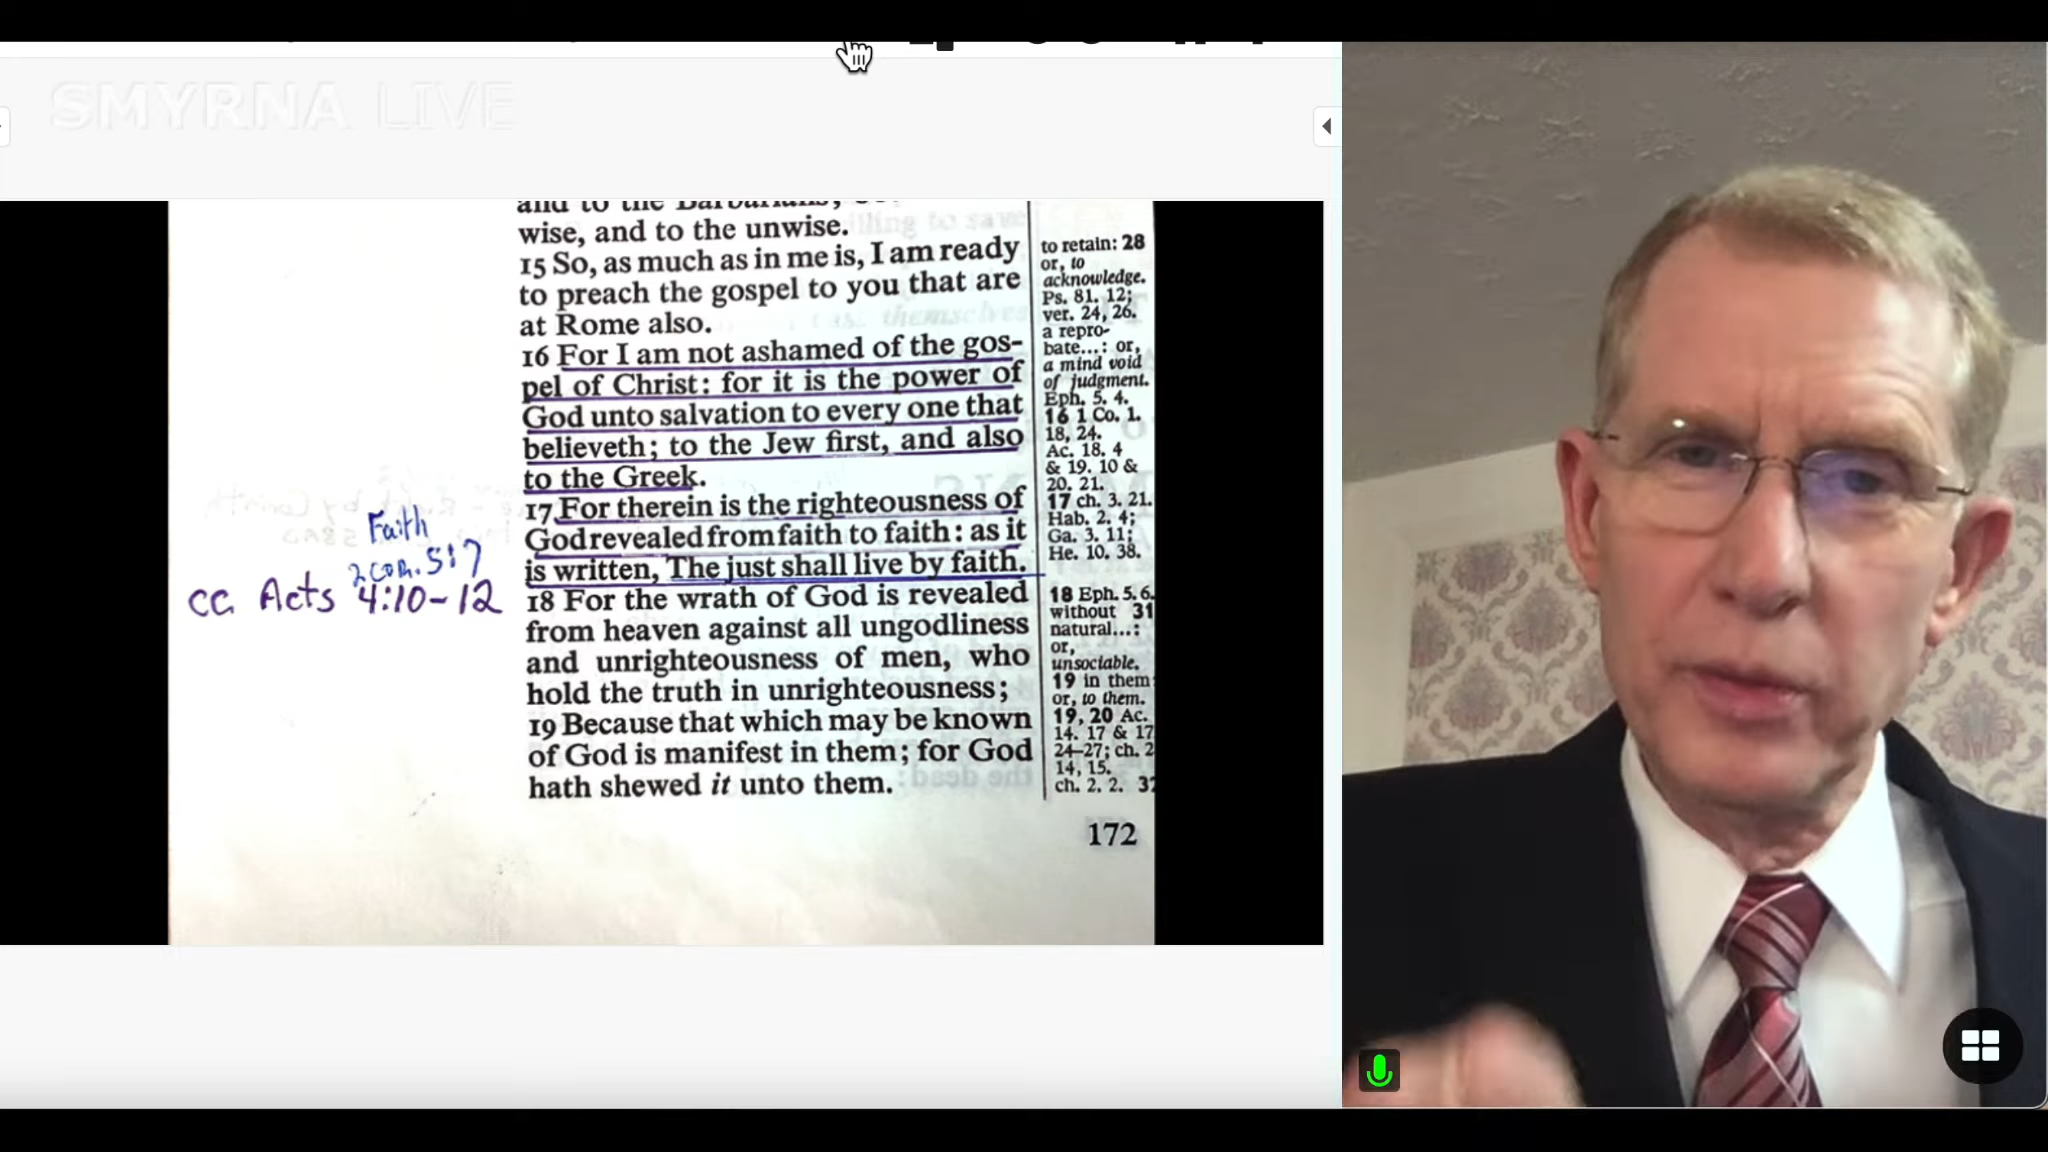 SMYRNA LIVE
wise, and to the unwise.
15 So, as much as in me is, I am ready
to preach the gospel to you that are
at Rome also.
16 For I am not ashamed of the gos-
pel of Christ: for it is the power of
God unto salvation to every one that
believeth; to the Jew first, and also
to the Greek.
17 For therein is the righteousness of
God revealed from faith to faith: as it
is written, The just shall live by faith.
18 For the wrath of God is revealed
from heaven against all ungodliness
and unrighteousness of men, who
hold the truth in unrighteousness;
19 Because that which may be known
of God is manifest in them; for God
hath shewed it unto them.
Faith
2 Cor. 5:7
cc Acts 4:10-12
to retain: 28
or, to
acknowledge.
Ps. 81. 12;
ver. 24, 26.
a repro-
bate...: or,
a mind void
of judgment.
Eph. 5. 4.
16 1 Co. 1.
18, 24.
Ac. 18. 4
& 19. 10 &
20. 21.
17 ch. 3. 21.
Hab. 2. 4;
Ga. 3. 11;
He. 10. 38.
18 Eph. 5. 6.
without 31
natural...:
or,
unsociable.
19 in them:
or, to them.
19, 20 Ac.
14. 17 & 17
24-27; ch. 2
14, 15.
ch. 2. 2. 32
172